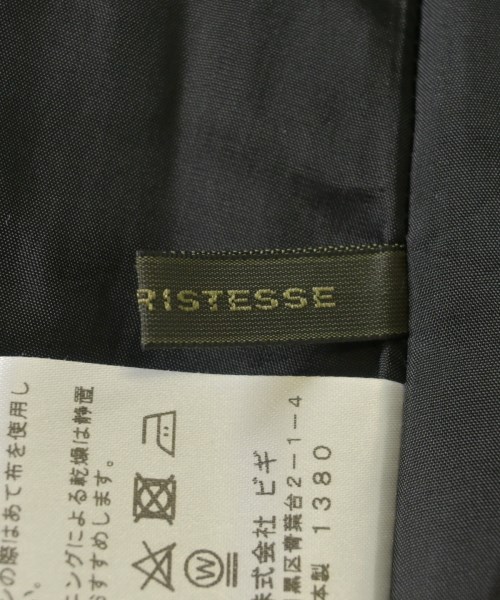 RISTESSE
ンの際はあて布を使用し
い。
ニングによる乾燥は静置
おすすめします。
W
株式会社 ビギ
黒区青葉台2-1-4
本製 1380